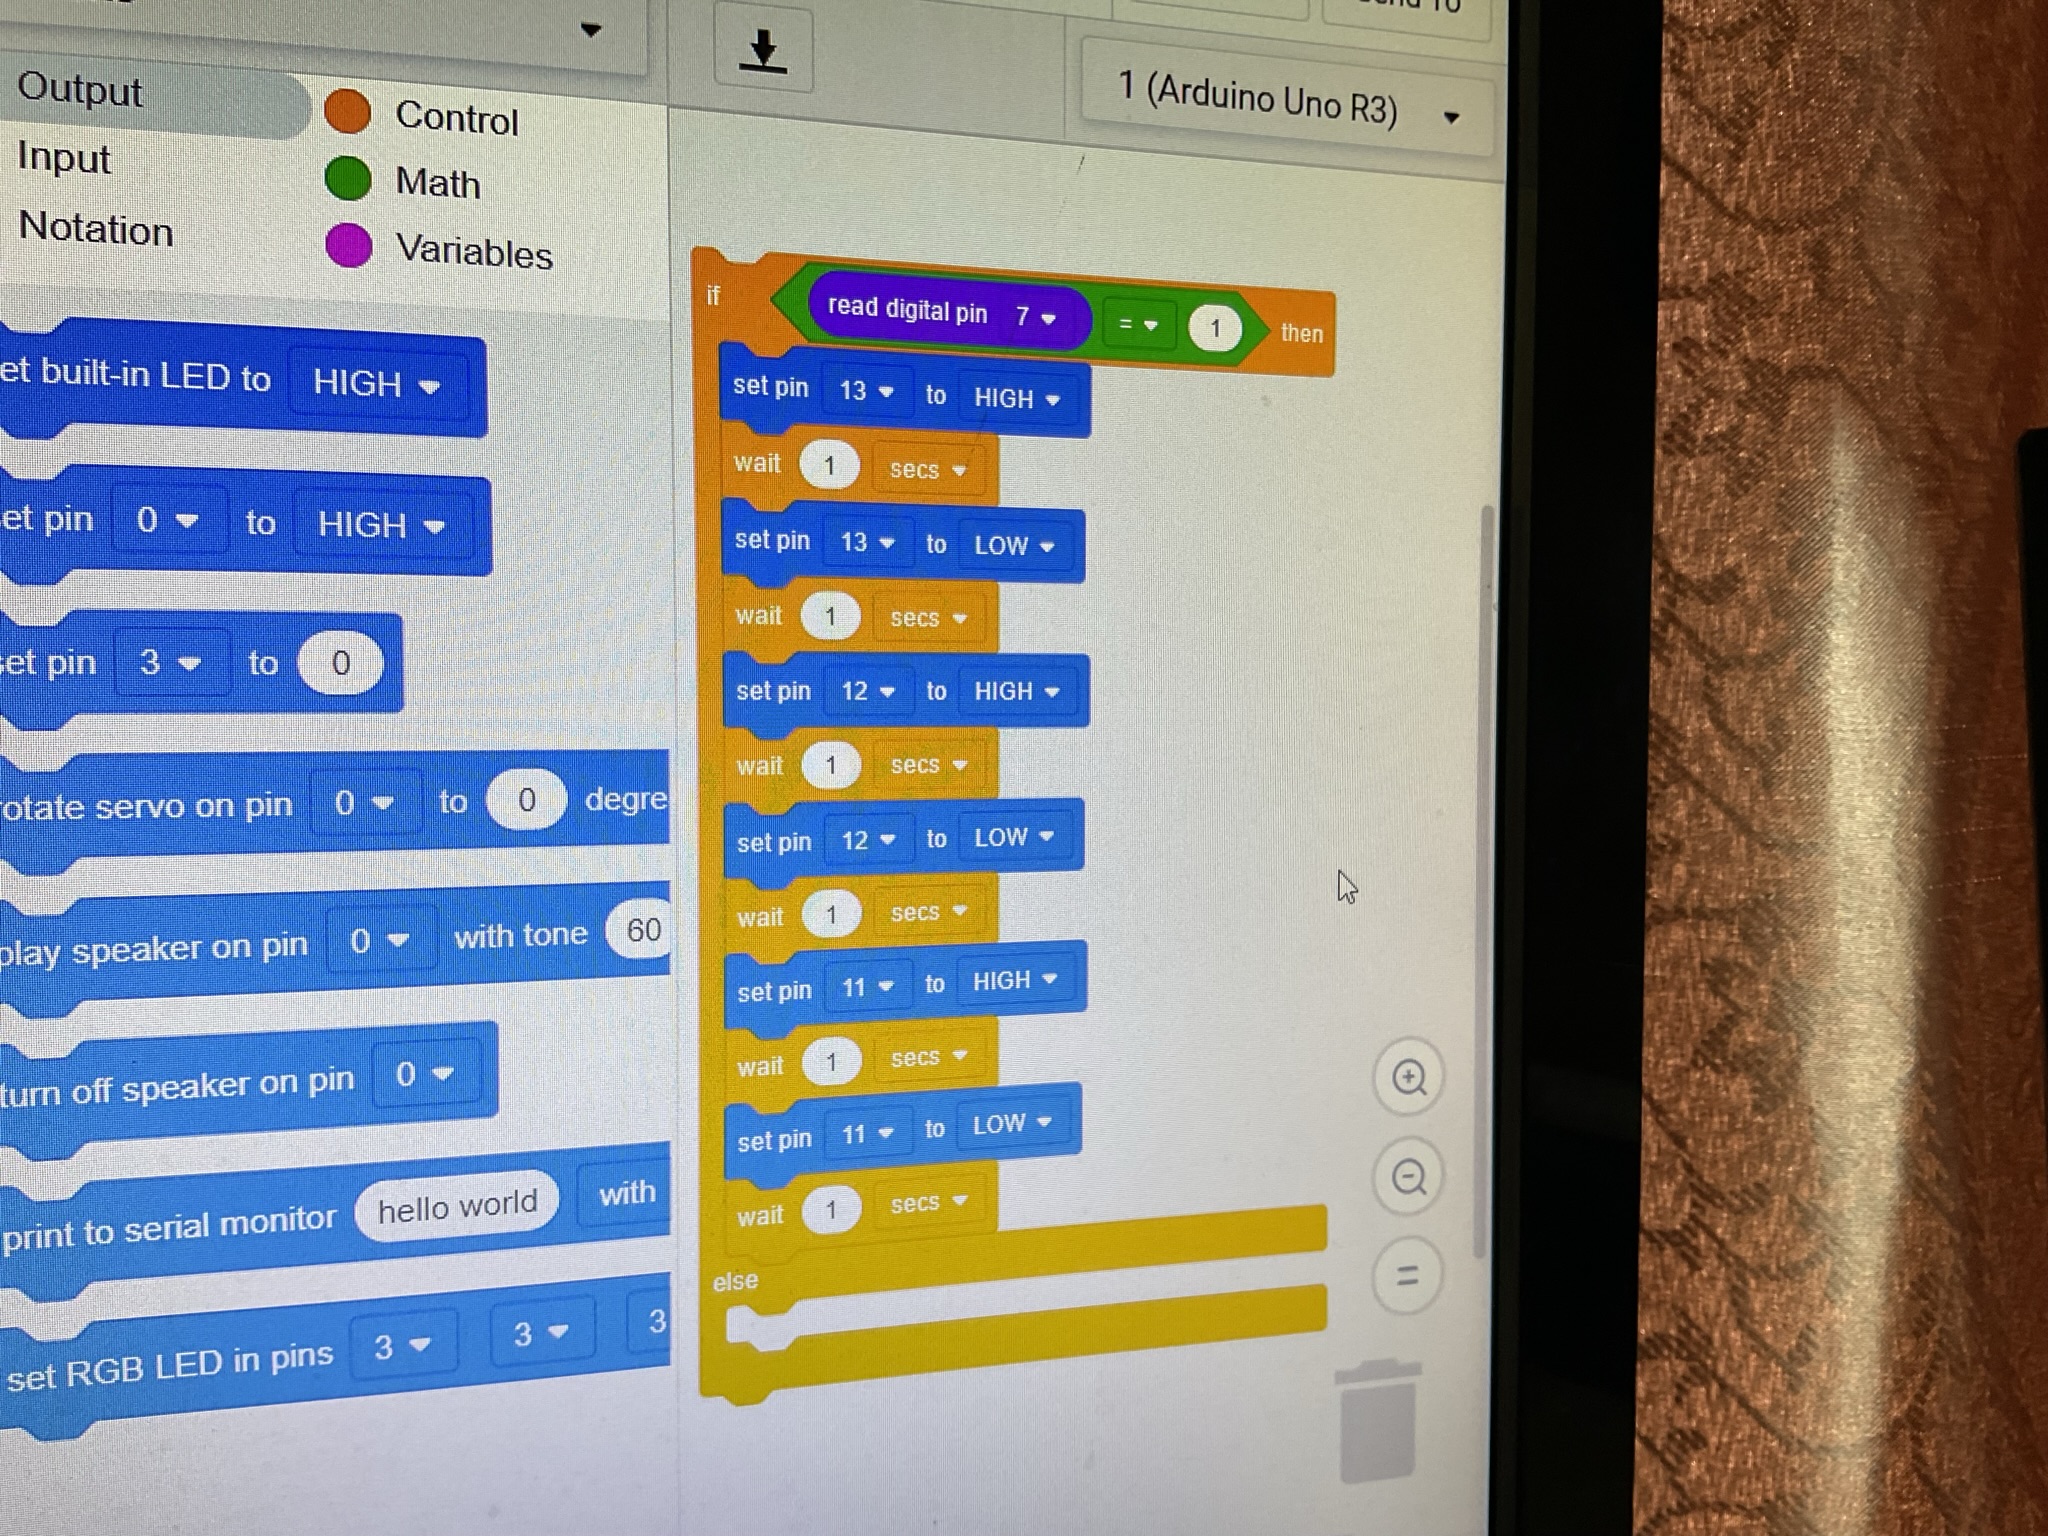 1 (Arduino Uno R3)
Output
Control
Input
Math
Notation
Variables
et built-in LED to HIGH
et pin 0 to HIGH
et pin 3 to 0
otate servo on pin 0 to 0 degre
play speaker on pin 0 with tone 60
turn off speaker on pin 0
print to serial monitor hello world with
set RGB LED in pins 3 3 3
if read digital pin 7 = 1 then
set pin 13 to HIGH
wait 1 secs
set pin 13 to LOW
wait 1 secs
set pin 12 to HIGH
wait 1 secs
set pin 12 to LOW
wait 1 secs
set pin 11 to HIGH
wait 1 secs
set pin 11 to LOW
wait 1 secs
else